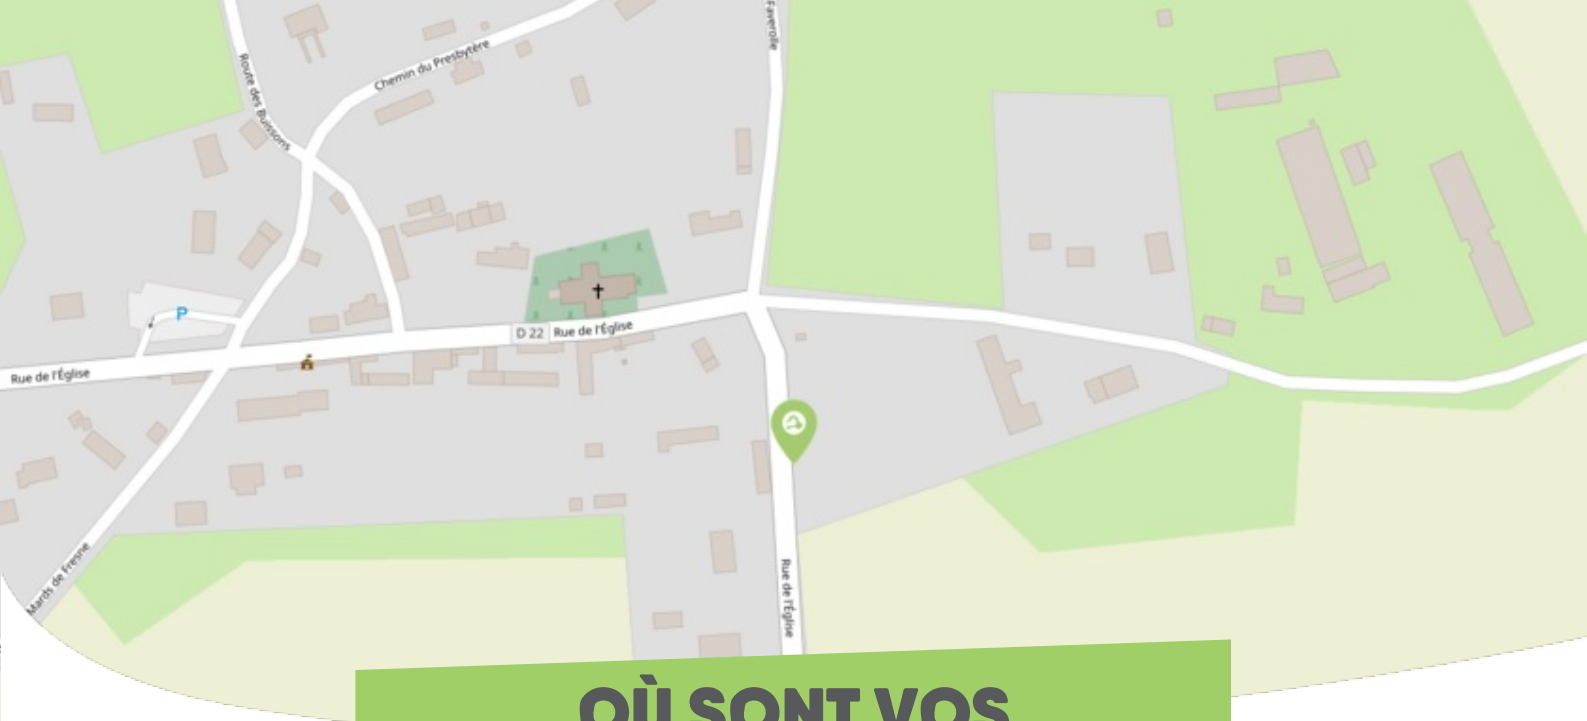 Faverolle
Route des Buissons
Chemin du Presbytère
P
D 22
Rue de l'Église
Rue de l'Église
Mards de Fresne
Rue de l'Église
OÙ SONT VOS